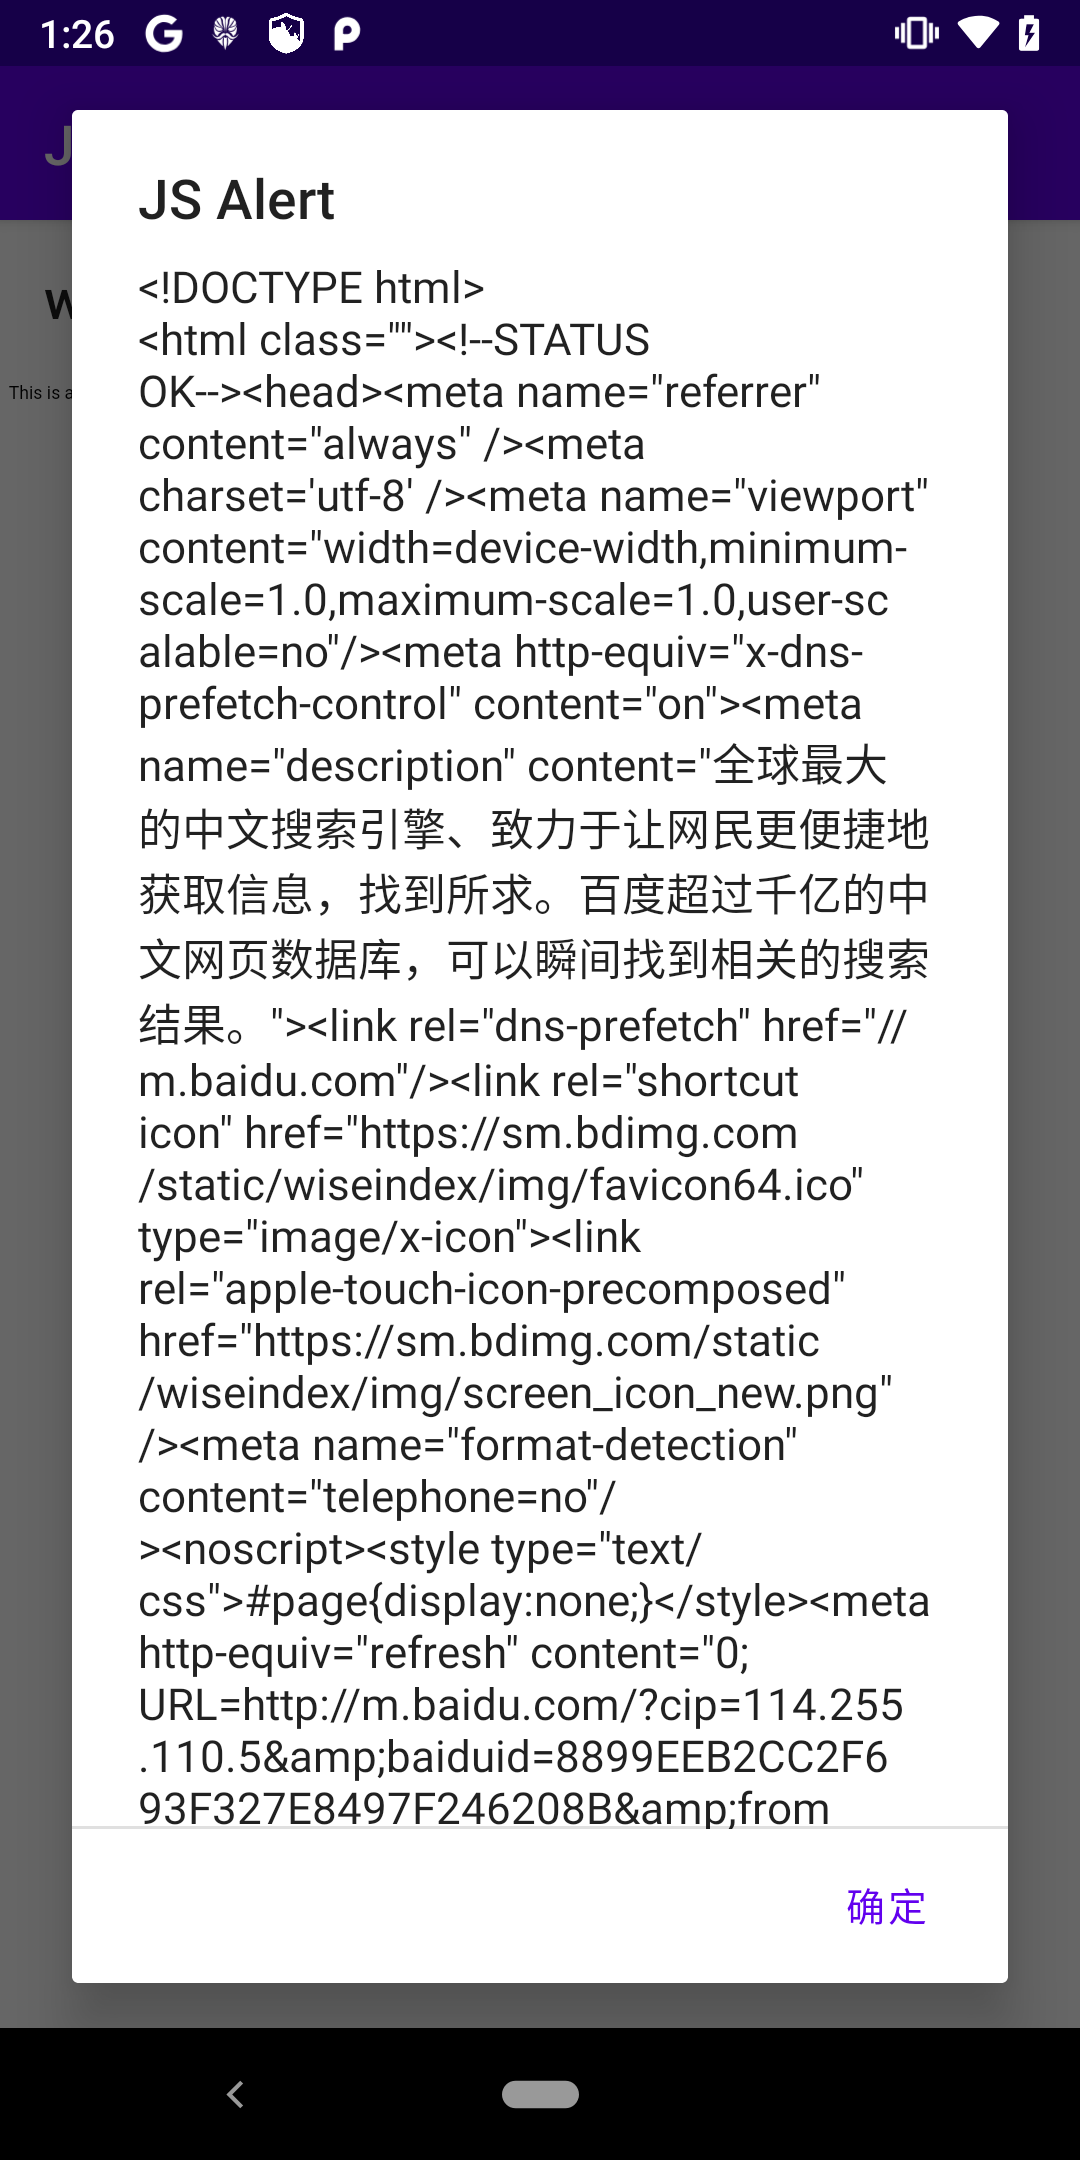 1:26
J
W
This is a
JS Alert
<!DOCTYPE html>
<html class=""><!--STATUS
OK--><head><meta name="referrer"
content="always" /><meta
charset='utf-8' /><meta name="viewport"
content="width=device-width,minimum-
scale=1.0,maximum-scale=1.0,user-sc
alable=no"/><meta http-equiv="x-dns-
prefetch-control" content="on"><meta
name="description" content="全球最大
的中文搜索引擎、致力于让网民更便捷地
获取信息，找到所求。百度超过千亿的中
文网页数据库，可以瞬间找到相关的搜索
结果。"><link rel="dns-prefetch" href="//
m.baidu.com"/><link rel="shortcut
icon" href="https://sm.bdimg.com
/static/wiseindex/img/favicon64.ico"
type="image/x-icon"><link
rel="apple-touch-icon-precomposed"
href="https://sm.bdimg.com/static
/wiseindex/img/screen_icon_new.png"
/><meta name="format-detection"
content="telephone=no"/
><noscript><style type="text/
css">#page{display:none;}</style><meta
http-equiv="refresh" content="0;
URL=http://m.baidu.com/?cip=114.255
.110.5&amp;baiduid=8899EEB2CC2F6
93F327E8497F246208B&amp;from
确定